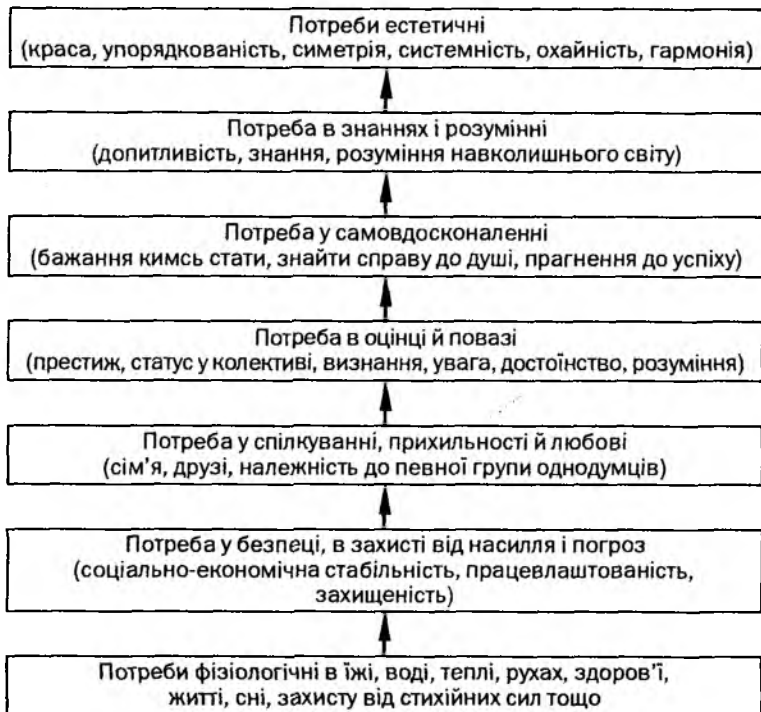 Потреби естетичні
(краса, упорядкованість, симетрія, системність, охайність, гармонія)
Потреба в знаннях і розумінні
(допитливість, знання, розуміння навколишнього світу)
Потреба у самовдосконаленні
(бажання кимсь стати, знайти справу до душі, прагнення до успіху)
Потреба в оцінці й повазі
(престиж, статус у колективі, визнання, увага, достоїнство, розуміння)
Потреба у спілкуванні, прихильності й любові
(сім’я, друзі, належність до певної групи однодумців)
Потреба у безпеці, в захисті від насилля і погроз
(соціально-економічна стабільність, працевлаштованість,
захищеність)
Потреби фізіологічні в їжі, воді, теплі, рухах, здоров’ї,
житті, сні, захисту від стихійних сил тощо